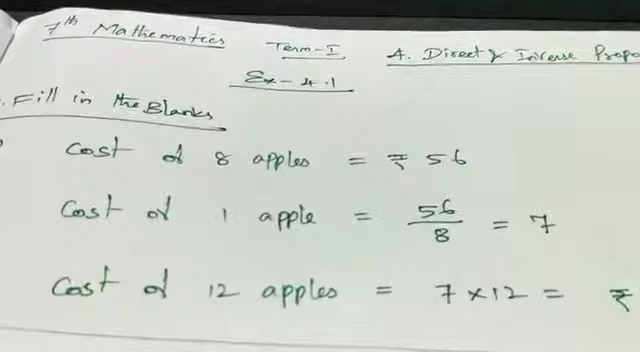 7th Mathematics Term-I 4. Direct & Inverse Propo
Ex-4.1
. Fill in the Blanks
Cost of 8 apples = ₹ 56
Cost of 1 apple = 56/8 = 7
Cost of 12 apples = 7 × 12 = ₹